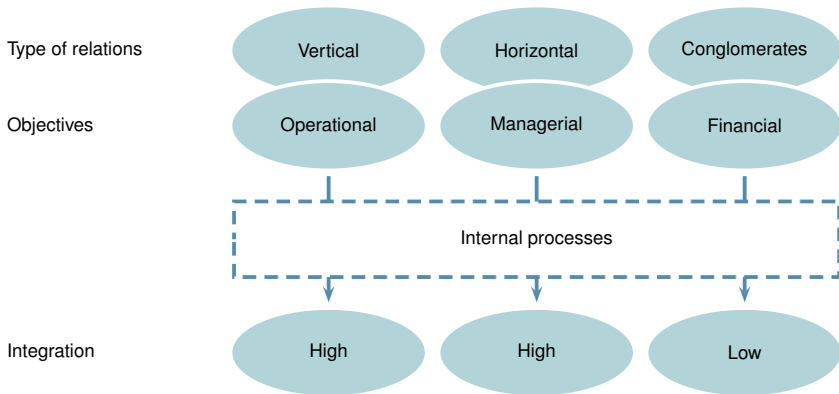 Type of relations Vertical Horizontal Conglomerates
Objectives Operational Managerial Financial
Internal processes
Integration High High Low